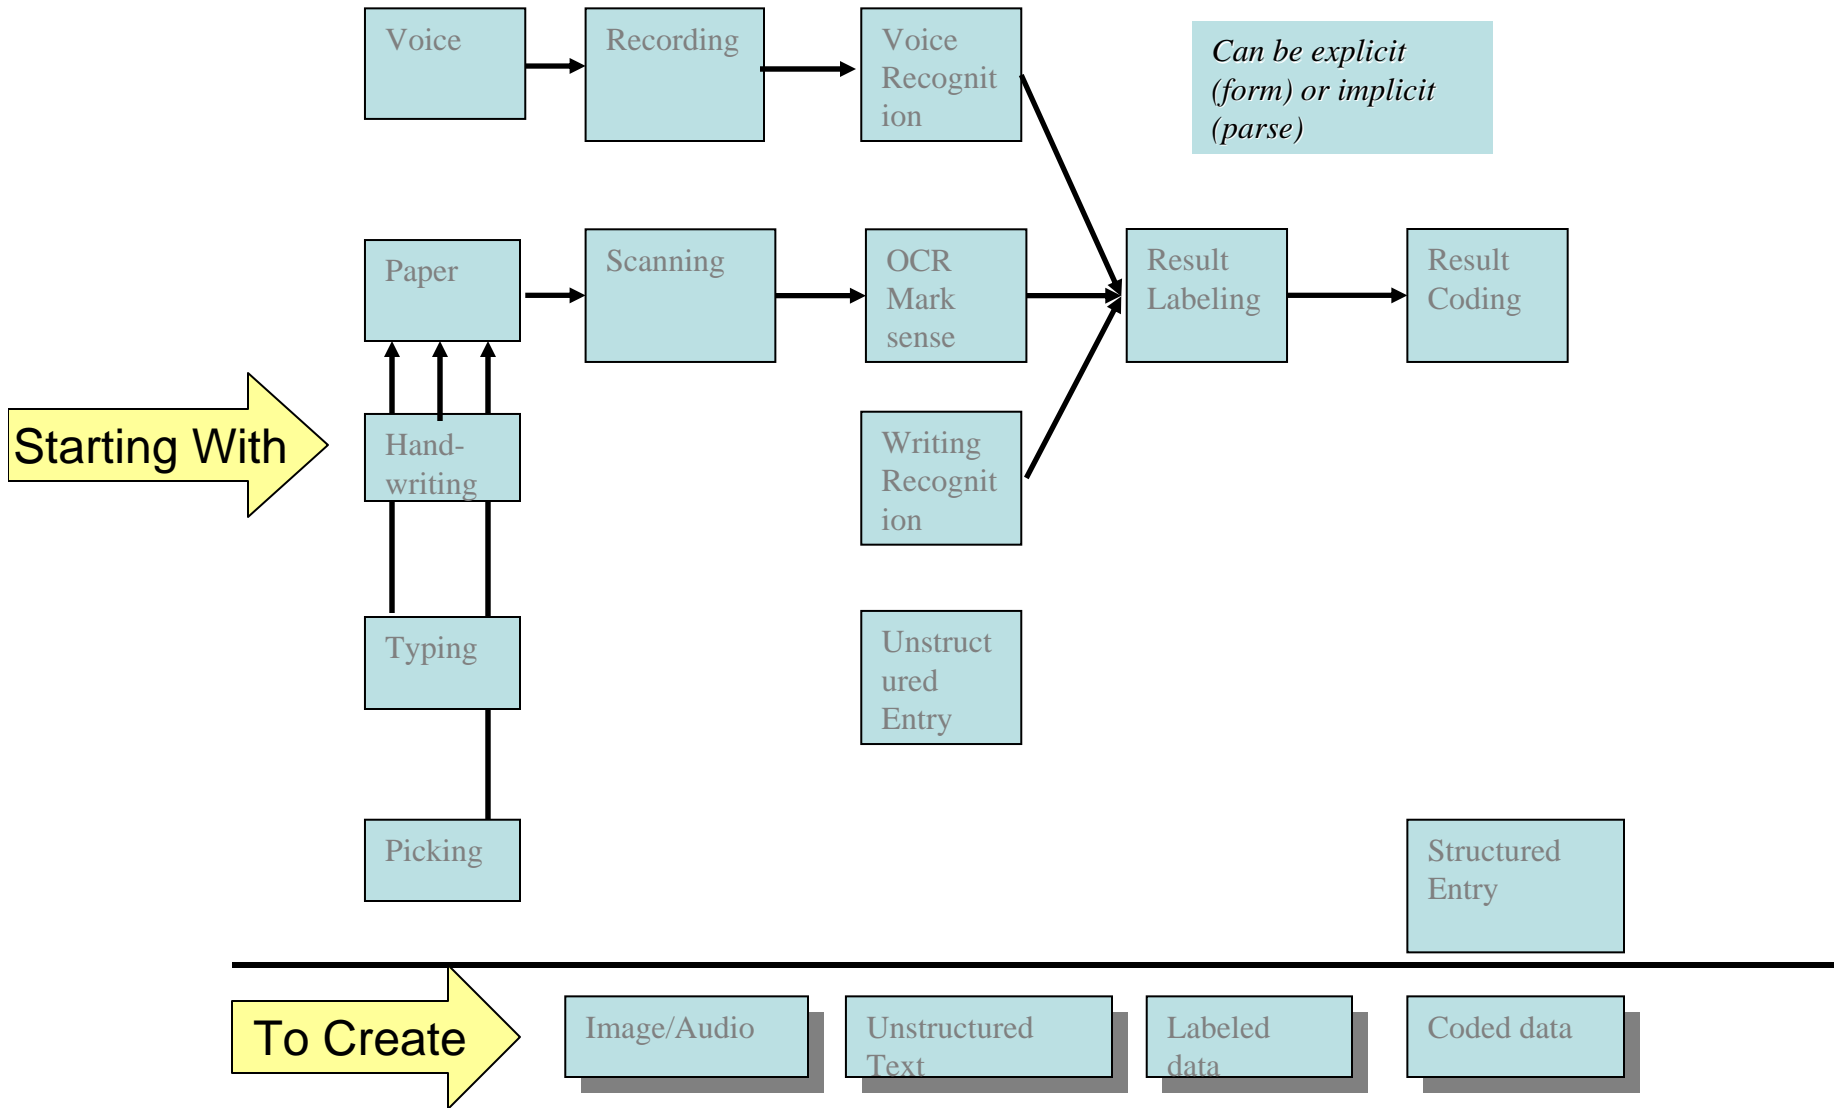 Voice
Recording
Voice
Recognit
ion
Can be explicit
(form) or implicit
(parse)
Paper
Scanning
OCR
Mark
sense
Result
Labeling
Result
Coding
Starting With
Hand-
writing
Writing
Recognit
ion
Typing
Unstruct
ured
Entry
Picking
Structured
Entry
To Create
Image/Audio
Unstructured
Text
Labeled
data
Coded data